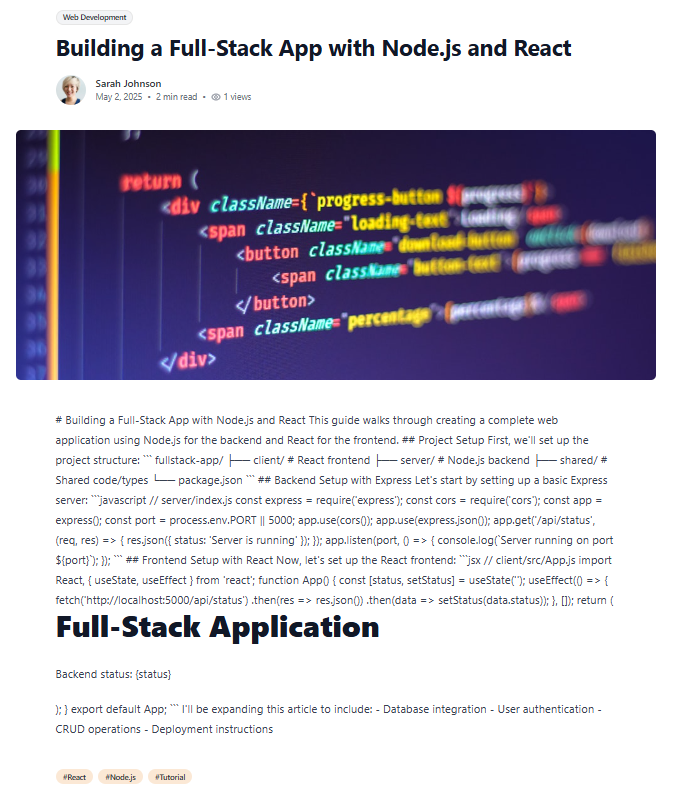 Web Development
Building a Full-Stack App with Node.js and React
Sarah Johnson
May 2, 2025 • 2 min read • 1 views
return (
<div className={`progress-button ${progress}`}>
<span className="loading-text">Loading
<button className="download-button"
<span className="button-text"
</button>
<span className="percentage">
</div>
# Building a Full-Stack App with Node.js and React This guide walks through creating a complete web
application using Node.js for the backend and React for the frontend. ## Project Setup First, we'll set up the
project structure: ``` fullstack-app/ ├── client/ # React frontend ├── server/ # Node.js backend ├── shared/ #
Shared code/types └── package.json ``` ## Backend Setup with Express Let's start by setting up a basic Express
server: ```javascript // server/index.js const express = require('express'); const cors = require('cors'); const app =
express(); const port = process.env.PORT || 5000; app.use(cors()); app.use(express.json()); app.get('/api/status',
(req, res) => { res.json({ status: 'Server is running' }); }); app.listen(port, () => { console.log(`Server running on port
${port}`); }); ``` ## Frontend Setup with React Now, let's set up the React frontend: ```jsx // client/src/App.js import
React, { useState, useEffect } from 'react'; function App() { const [status, setStatus] = useState(''); useEffect(() => {
fetch('http://localhost:5000/api/status') .then(res => res.json()) .then(data => setStatus(data.status)); }, []); return (
Full-Stack Application
Backend status: {status}
); } export default App; ``` I'll be expanding this article to include: - Database integration - User authentication -
CRUD operations - Deployment instructions
#React
#Node.js
#Tutorial